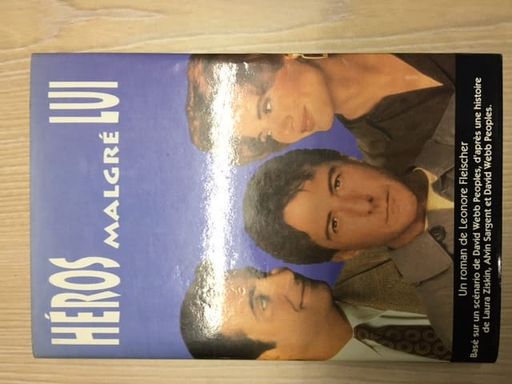 HÉROS MALGRÉ LUI
Un roman de Leonore Fleischer
Basé sur un scénario de David Webb Peoples, d'après une histoire
de Laura Ziskin, Alvin Sargent et David Webb Peoples.